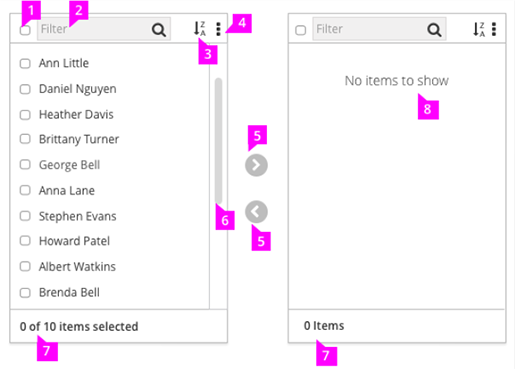 1
2
Filter
Z
A
3
4
Ann Little
Daniel Nguyen
Heather Davis
Brittany Turner
George Bell
Anna Lane
Stephen Evans
Howard Patel
Albert Watkins
Brenda Bell
6
0 of 10 items selected
7
5
5
Filter
Z
A
No items to show
8
0 Items
7